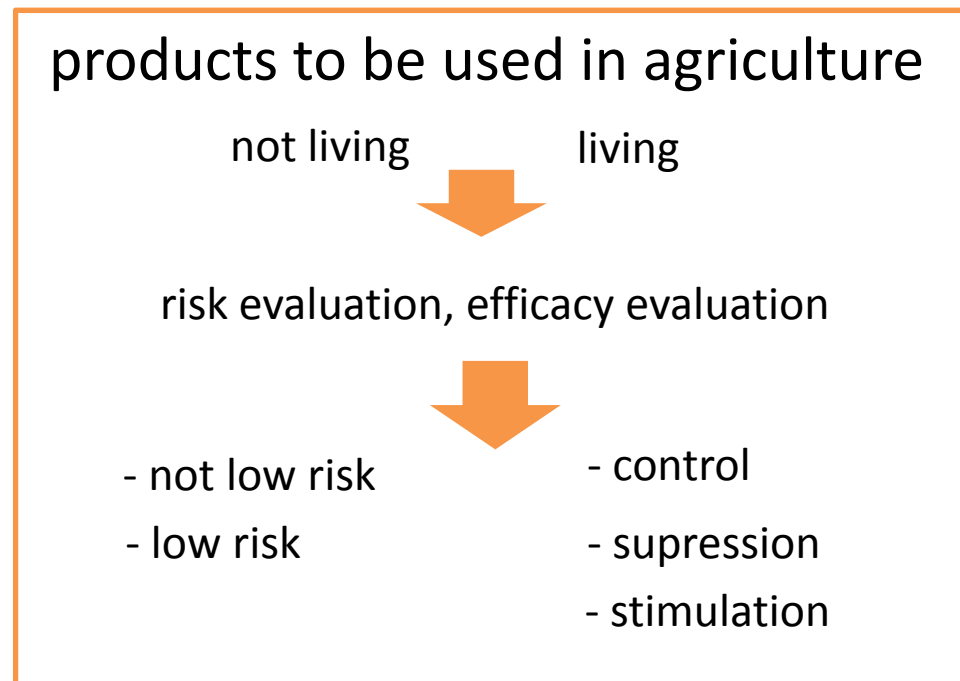 products to be used in agriculture
not living living
risk evaluation, efficacy evaluation
- not low risk
- low risk
- control
- supression
- stimulation